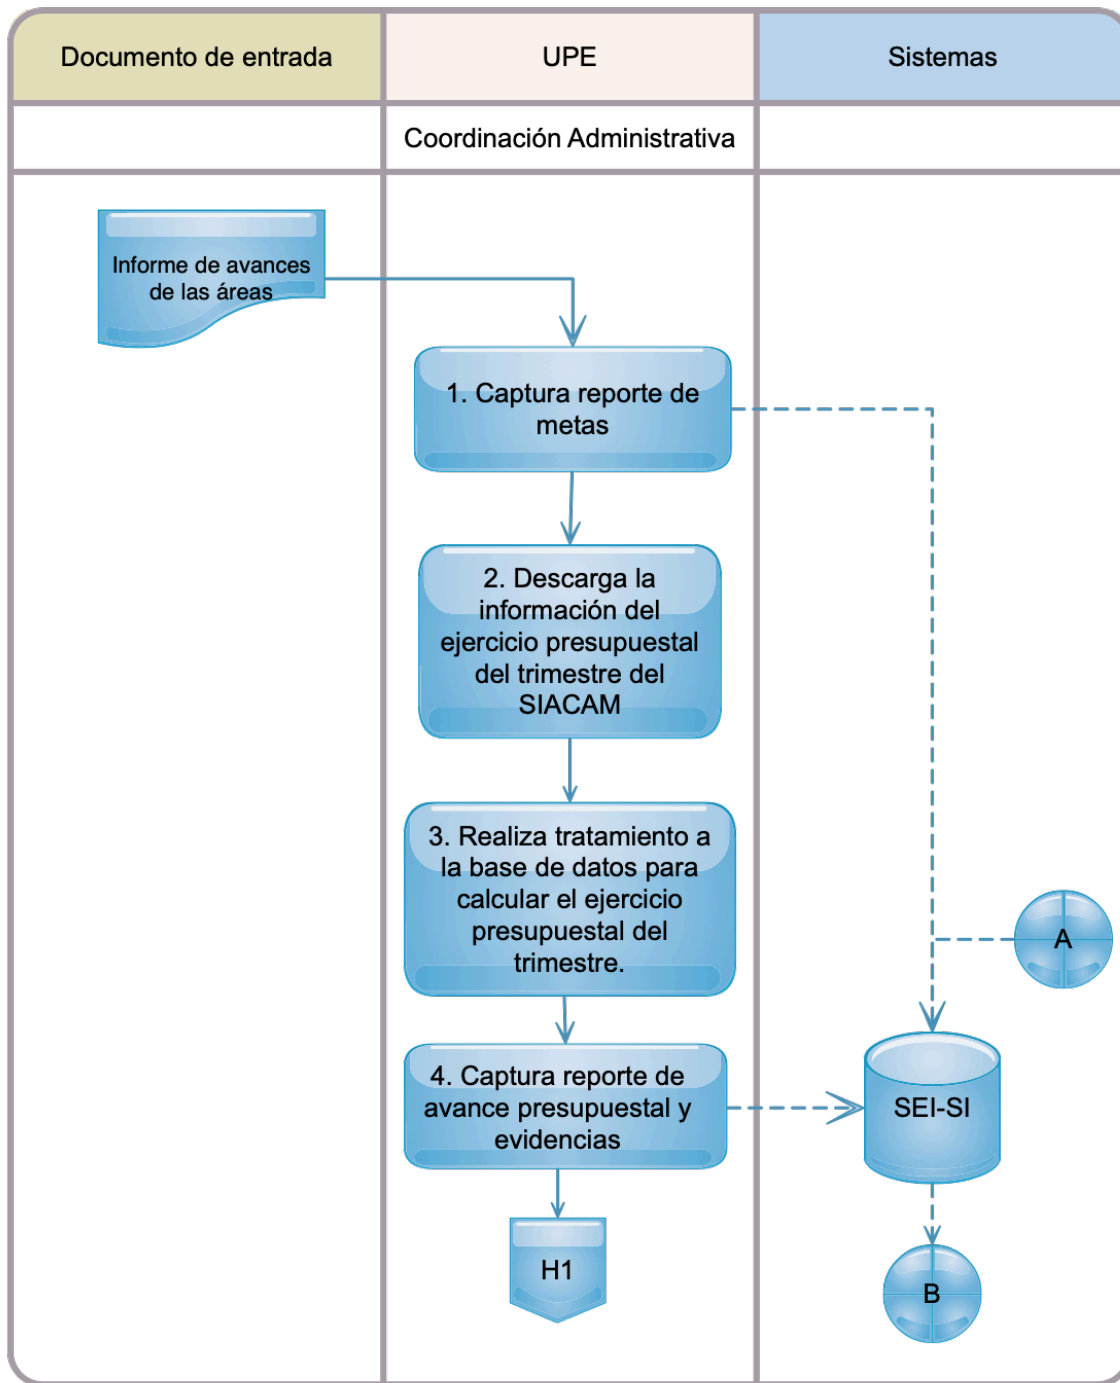 Documento de entrada
UPE
Sistemas
Coordinación Administrativa
Informe de avances
de las áreas
1. Captura reporte de
metas
2. Descarga la
información del
ejercicio presupuestal
del trimestre del
SIACAM
3. Realiza tratamiento a
la base de datos para
calcular el ejercicio
presupuestal del
trimestre.
A
4. Captura reporte de
avance presupuestal y
evidencias
SEI-SI
H1
B